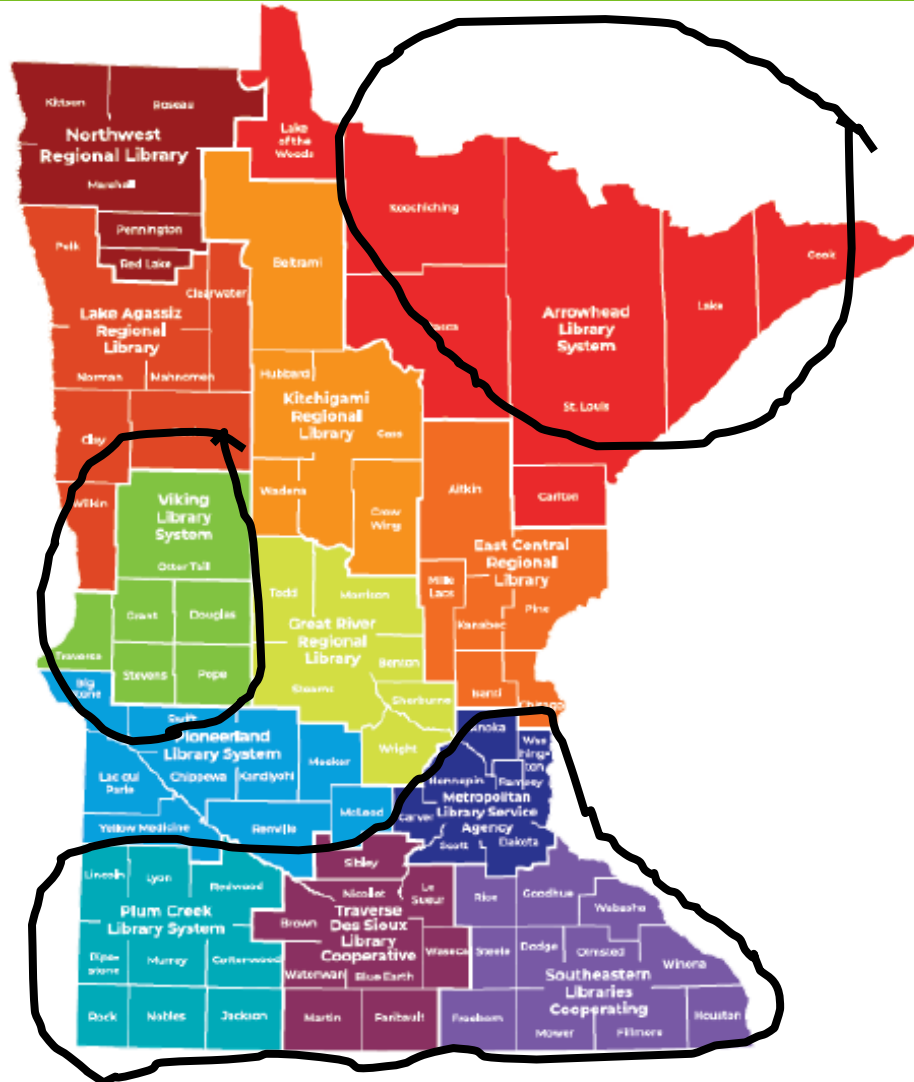 Kittson
Roseau
Northwest
Regional Library
Marshall
Lake
of the
Woods
Pennington
Red Lake
Polk
Clearwater
Beltrami
Koochiching
Cook
Lake
Lake Agassiz
Regional
Library
Norman
Mahnomen
Arrowhead
Library
System
St. Louis
Hubbard
Kitchigami
Regional
Library
Cass
Clay
Wilkin
Viking
Library
System
Otter Tail
Wadena
Crow
Wing
Aitkin
Carlton
East Central
Regional
Library
Mille
Lacs
Pine
Kanabec
Grant
Douglas
Todd
Morrison
Great River
Regional
Library
Benton
Traverse
Stevens
Pope
Stearns
Sherburne
Isanti
Chicago
Big
Stone
Swift
Pioneerland
Library System
Wright
Anoka
Was
hing-
ton
Lac qui
Parle
Chippewa
Kandiyohi
Meeker
Hennepin
Ramsey
Metropolitan
Library Service
Agency
McLeod
Carver
Scott
Dakota
Yellow Medicine
Renville
Sibley
Lincoln
Lyon
Redwood
Nicollet
Le
Sueur
Rice
Goodhue
Wabasha
Plum Creek
Library System
Brown
Traverse
Des Sioux
Library
Cooperative
Waseca
Steele
Dodge
Olmsted
Winona
Pipe-
stone
Murray
Cottonwood
Watonwan
Blue Earth
Southeastern
Libraries
Cooperating
Rock
Nobles
Jackson
Martin
Faribault
Freeborn
Mower
Fillmore
Houston